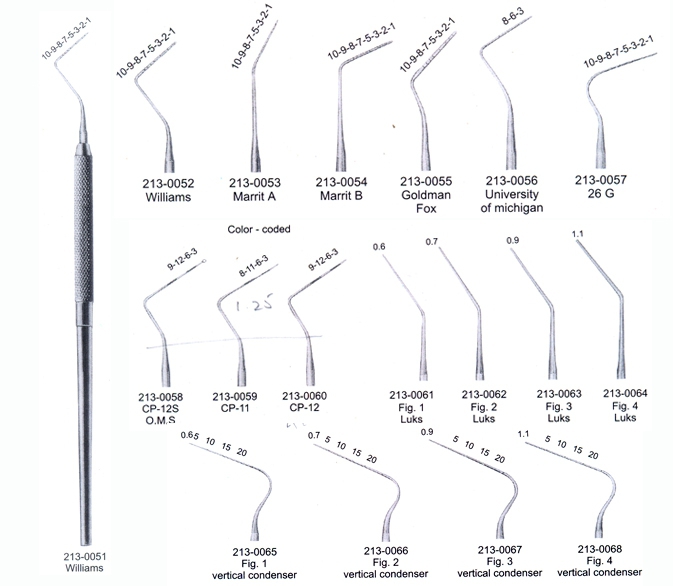 10-9-8-7-5-3-2-1
10-9-8-7-5-3-2-1
10-9-8-7-5-3-2-1
10-9-8-7-5-3-2-1
10-9-8-7-5-3-2-1
8-6-3
10-9-8-7-5-3-2-1
213-0052
Williams
213-0053
Marrit A
213-0054
Marrit B
213-0055
Goldman
Fox
213-0056
University
of michigan
213-0057
26 G
Color - coded
9-12-6-3
8-11-6-3
9-12-6-3
1.25
0.6
0.7
0.9
1.1
213-0058
CP-12S
O.M.S
213-0059
CP-11
213-0060
CP-12
213-0061
Fig. 1
Luks
213-0062
Fig. 2
Luks
213-0063
Fig. 3
Luks
213-0064
Fig. 4
Luks
0.6 5 10 15 20
0.7 5 10 15 20
0.9 5 10 15 20
1.1 5 10 15 20
213-0051
Williams
213-0065
Fig. 1
vertical condenser
213-0066
Fig. 2
vertical condenser
213-0067
Fig. 3
vertical condenser
213-0068
Fig. 4
vertical condenser